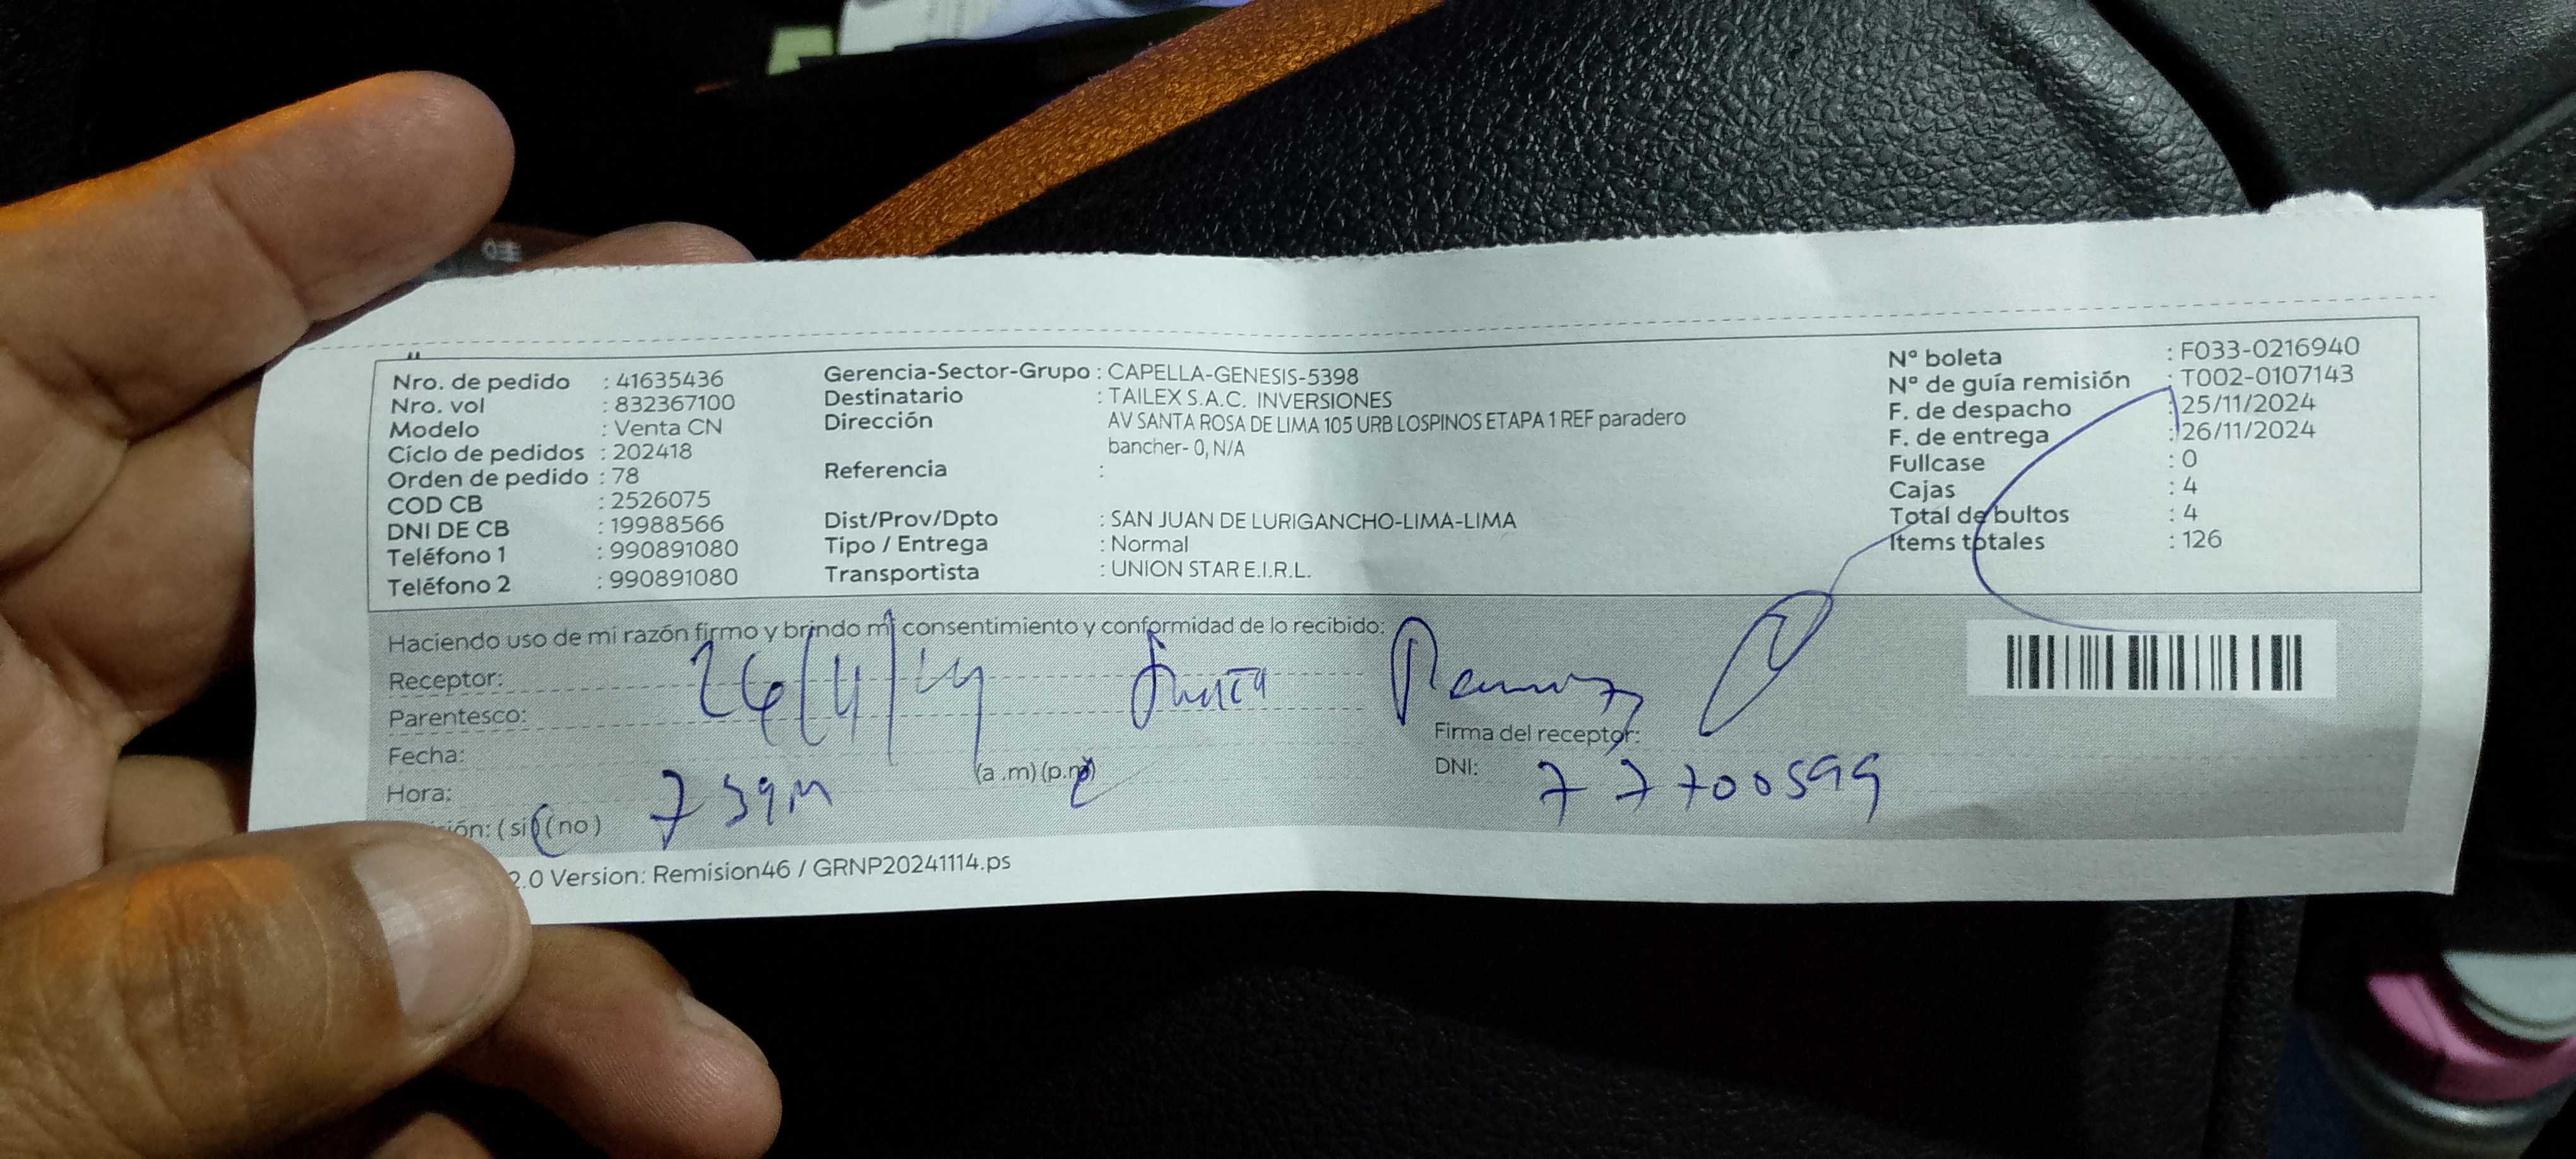 Nro. de pedido : 41635436
Nro. vol : 832367100
Modelo : Venta CN
Ciclo de pedidos : 202418
Orden de pedido : 78
COD CB : 2526075
DNI DE CB : 19988566
Teléfono 1 : 990891080
Teléfono 2 : 990891080
Gerencia-Sector-Grupo : CAPELLA-GENESIS-5398
Destinatario : TAILEX S.A.C. INVERSIONES
Dirección AV SANTA ROSA DE LIMA 105 URB LOSPINOS ETAPA 1 REF paradero
bancher- 0, N/A
Referencia :
Dist/Prov/Dpto : SAN JUAN DE LURIGANCHO-LIMA-LIMA
Tipo / Entrega : Normal
Transportista : UNION STAR E.I.R.L.
Nº boleta : F033-0216940
Nº de guía remisión : T002-0107143
F. de despacho : 25/11/2024
F. de entrega : 26/11/2024
Fullcase : 0
Cajas : 4
Total de bultos : 4
Items totales : 126
Haciendo uso de mi razón firmo y brindo mi consentimiento y conformidad de lo recibido:
Receptor:
Parentesco:
Fecha: 26/11/24
Hora: (a.m) (p.m)
(si) (no)
Ramirez
Firma del receptor:
DNI: 77700599
2.0 Version: Remision46 / GRNP20241114.ps